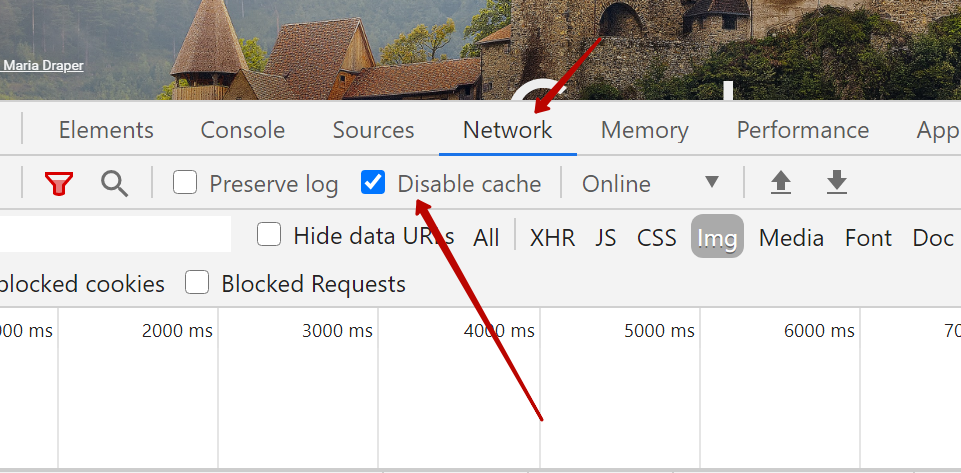 Maria Draper
Elements Console Sources Network Memory Performance App
Preserve log Disable cache Online
Hide data URLs All XHR JS CSS Img Media Font Doc
blocked cookies Blocked Requests
000 ms 2000 ms 3000 ms 4000 ms 5000 ms 6000 ms 70